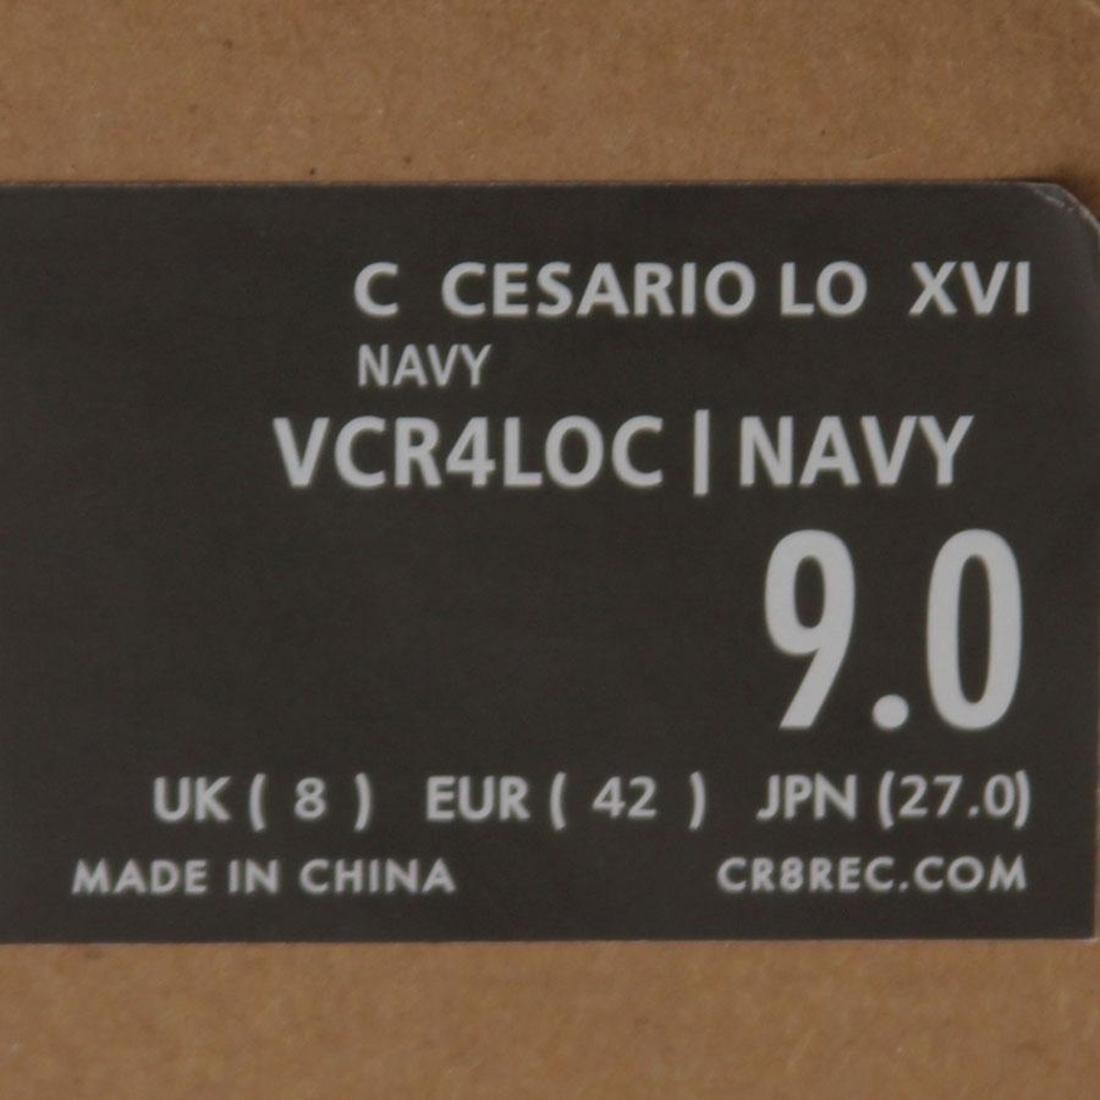 C CESARIO LO XVI
NAVY
VCR4LOC | NAVY
9.0
UK ( 8 ) EUR ( 42 ) JPN (27.0)
MADE IN CHINA CR8REC.COM